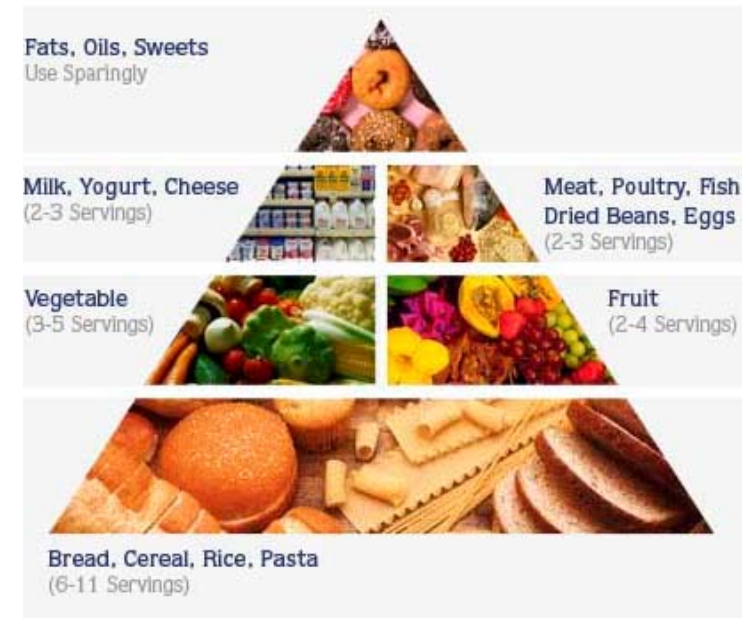 Fats, Oils, Sweets
Use Sparingly
Milk, Yogurt, Cheese
(2-3 Servings)
Meat, Poultry, Fish
Dried Beans, Eggs
(2-3 Servings)
Vegetable
(3-5 Servings)
Fruit
(2-4 Servings)
Bread, Cereal, Rice, Pasta
(6-11 Servings)